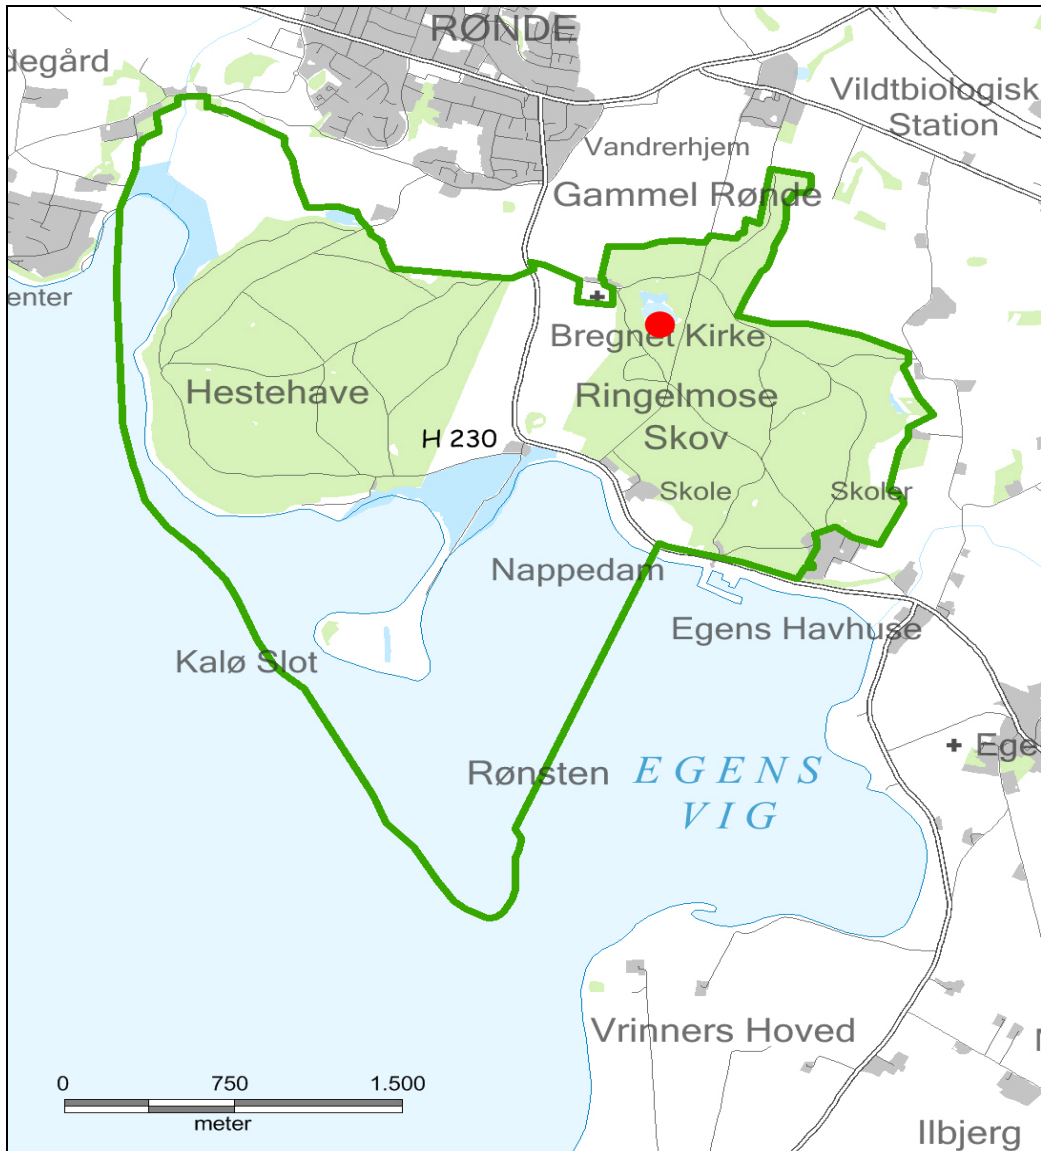 RØNDE
degård
Vildtbiologisk
Station
Vandrerhjem
Gammel Rønde
enter
Bregnet Kirke
Hestehave
Ringelmose
Skov
H 230
Skole
Skoler
Nappedam
Egens Havhuse
Kalø Slot
Rønsten
EGENS
VIG
Ege
Vrinners Hoved
0 750 1.500
meter
Ilbjerg